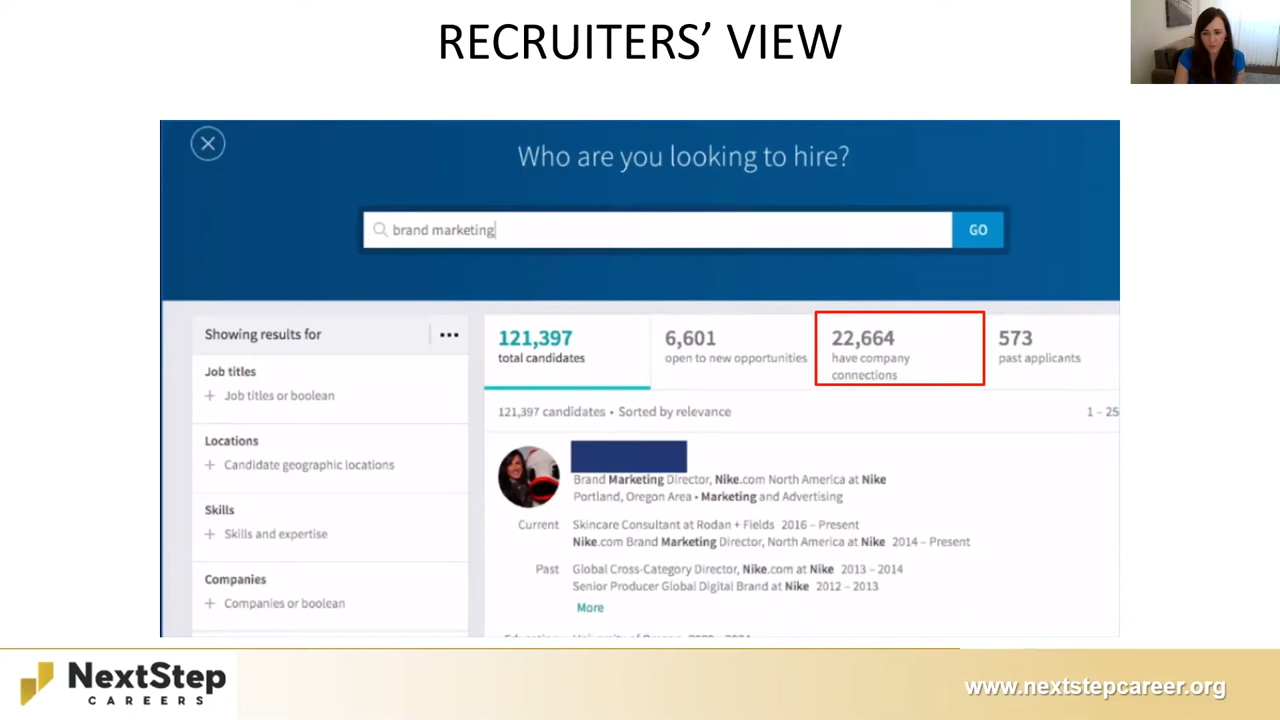 RECRUITERS’ VIEW
Who are you looking to hire?
brand marketing
GO
Showing results for
Job titles
+ Job titles or boolean
Locations
+ Candidate geographic locations
Skills
+ Skills and expertise
Companies
+ Companies or boolean
121,397
total candidates
6,601
open to new opportunities
22,664
have company
connections
573
past applicants
121,397 candidates • Sorted by relevance
1 – 25
Brand Marketing Director, Nike.com North America at Nike
Portland, Oregon Area • Marketing and Advertising
Current Skincare Consultant at Rodan + Fields 2016 – Present
Nike.com Brand Marketing Director, North America at Nike 2014 – Present
Past Global Cross-Category Director, Nike.com at Nike 2013 – 2014
Senior Producer Global Digital Brand at Nike 2012 – 2013
More
University of Oregon
NextStep
CAREERS
www.nextstepcareer.org